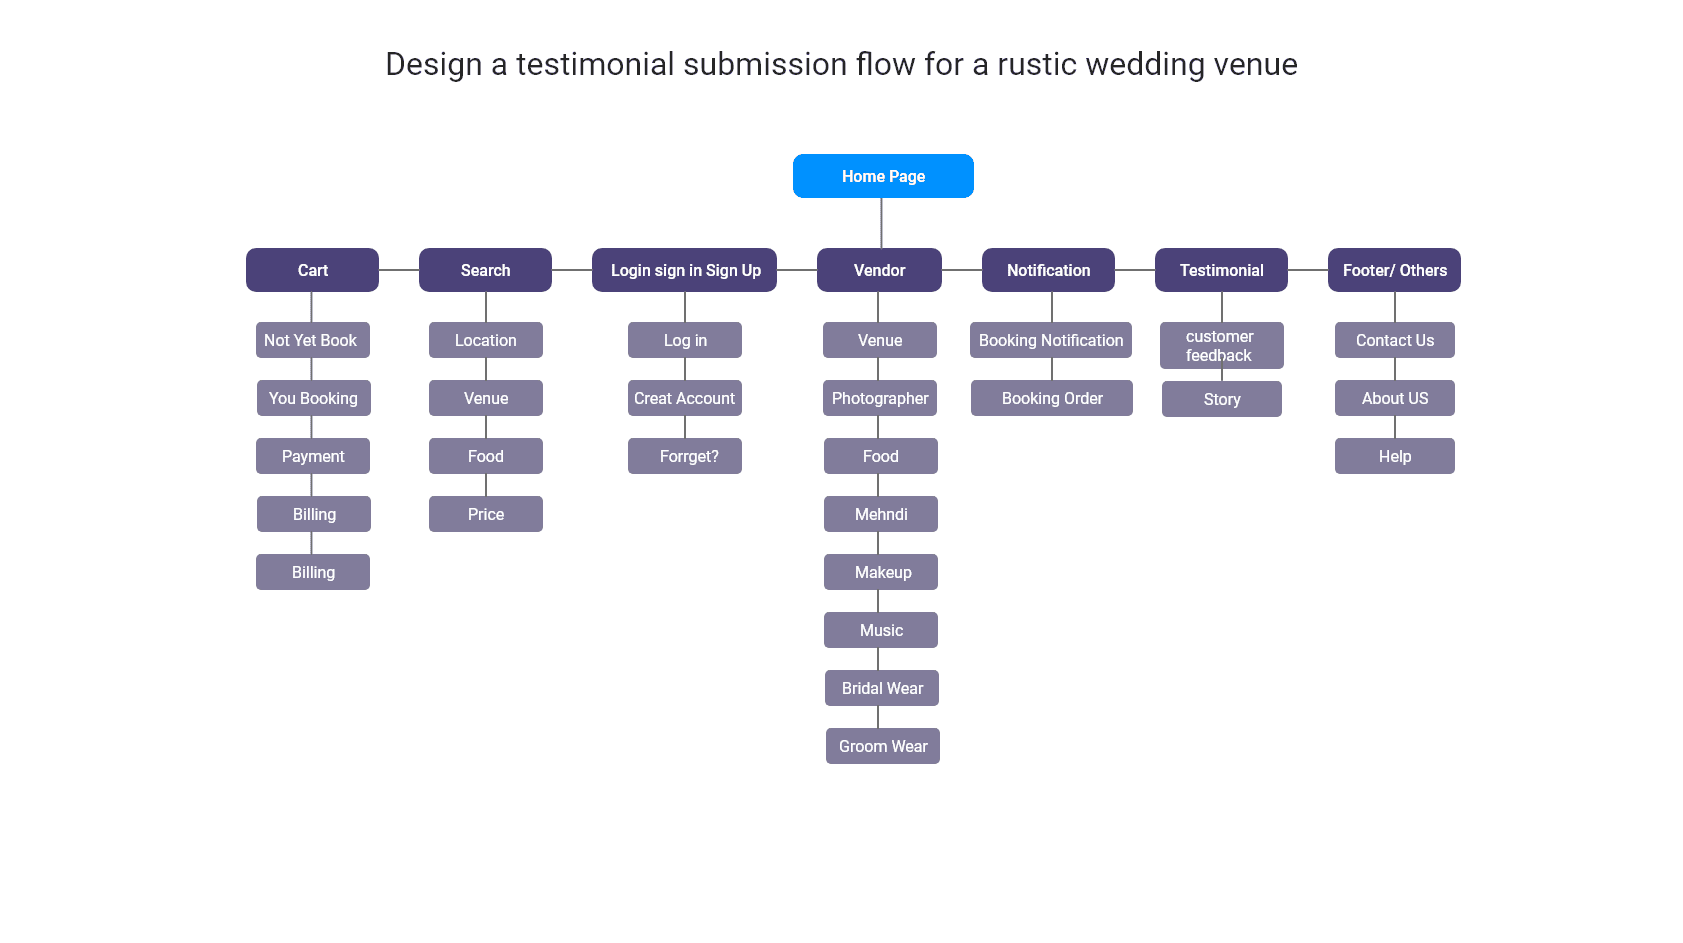 Design a testimonial submission flow for a rustic wedding venue
Home Page
Cart
Search
Login sign in Sign Up
Vendor
Notification
Testimonial
Footer/ Others
Not Yet Book
You Booking
Payment
Billing
Billing
Location
Venue
Food
Price
Log in
Creat Account
Forrget?
Venue
Photographer
Food
Mehndi
Makeup
Music
Bridal Wear
Groom Wear
Booking Notification
Booking Order
customer
feedback
Story
Contact Us
About US
Help